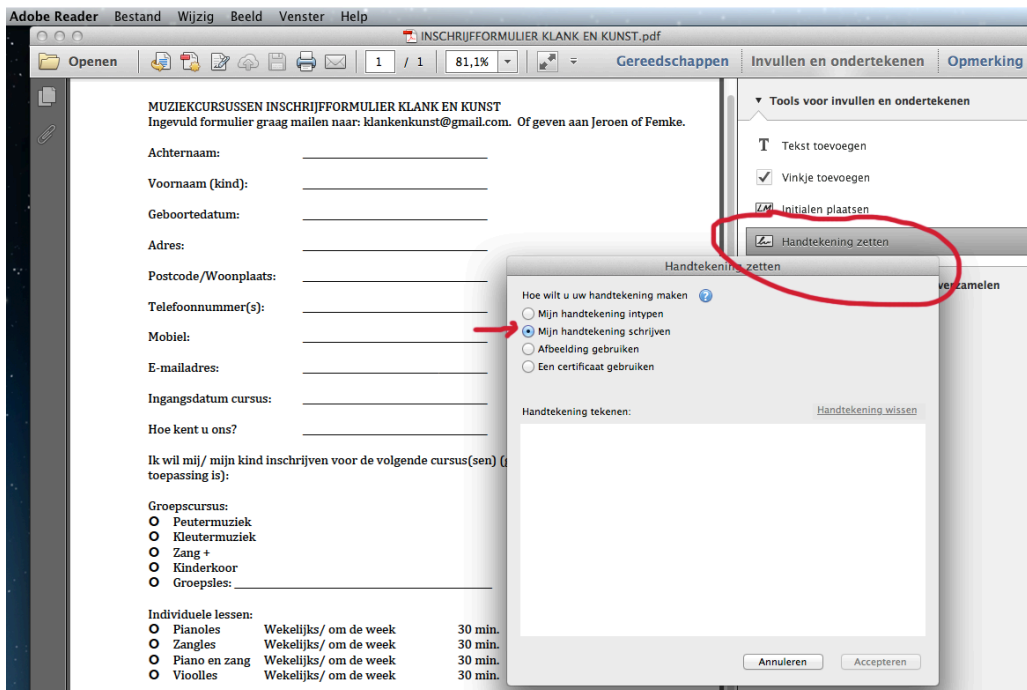 Adobe Reader Bestand Wijzig Beeld Venster Help
INSCHRIJFFORMULIER KLANK EN KUNST.pdf
Openen 1 / 1 81,1% Gereedschappen Invullen en ondertekenen Opmerking
MUZIEKCURSUSSEN INSCHRIJFFORMULIER KLANK EN KUNST
Ingevuld formulier graag mailen naar: klankenkunst@gmail.com. Of geven aan Jeroen of Femke.
Achternaam:
Voornaam (kind):
Geboortedatum:
Adres:
Postcode/Woonplaats:
Telefoonnummer(s):
Mobiel:
E-mailadres:
Ingangsdatum cursus:
Hoe kent u ons?
Ik wil mij/ mijn kind inschrijven voor de volgende cursus(sen)
toepassing is):
Groepscursus:
O Peutermuziek
O Kleutermuziek
O Zang +
O Kinderkoor
O Groepsles:
Individuele lessen:
O Pianoles Wekelijks/ om de week 30 min.
O Zangles Wekelijks/ om de week 30 min.
O Piano en zang Wekelijks/ om de week 30 min.
O Vioolles Wekelijks/ om de week 30 min.
Tools voor invullen en ondertekenen
T Tekst toevoegen
Vinkje toevoegen
LM Initialen plaatsen
Handtekening zetten
verzamelen
Handtekening zetten
Hoe wilt u uw handtekening maken ?
Mijn handtekening intypen
Mijn handtekening schrijven
Afbeelding gebruiken
Een certificaat gebruiken
Handtekening tekenen: Handtekening wissen
Annuleren Accepteren